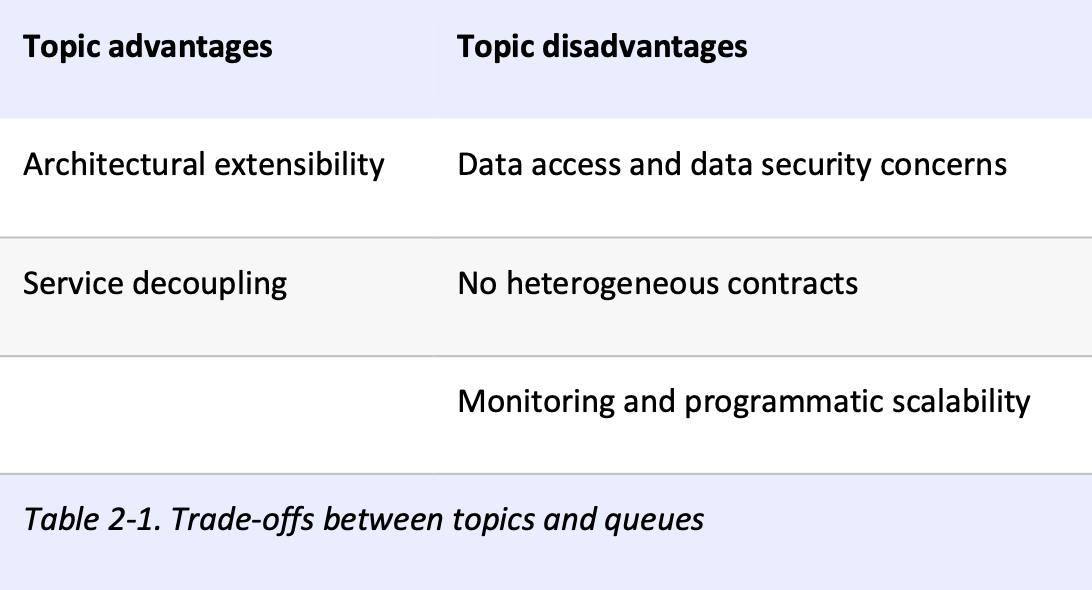 Topic advantages Topic disadvantages
Architectural extensibility Data access and data security concerns
Service decoupling No heterogeneous contracts
Monitoring and programmatic scalability
Table 2-1. Trade-offs between topics and queues